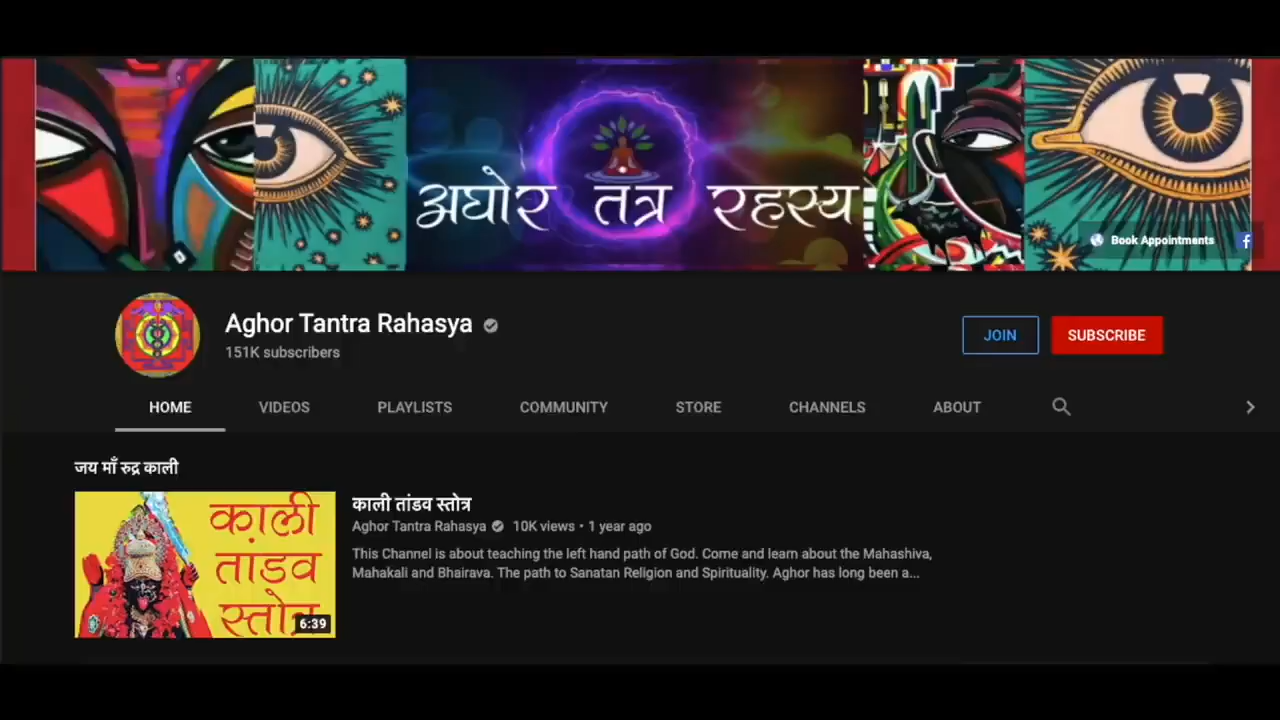 अघोर तत्र रहस्य
Book Appointments
Aghor Tantra Rahasya
151K subscribers
JOIN
SUBSCRIBE
HOME
VIDEOS
PLAYLISTS
COMMUNITY
STORE
CHANNELS
ABOUT
जय माँ रुद्र काली
काली
तांडव
स्तोत्र
6:39
काली तांडव स्तोत्र
Aghor Tantra Rahasya 10K views • 1 year ago
This Channel is about teaching the left hand path of God. Come and learn about the Mahashiva,
Mahakali and Bhairava. The path to Sanatan Religion and Spirituality. Aghor has long been a...